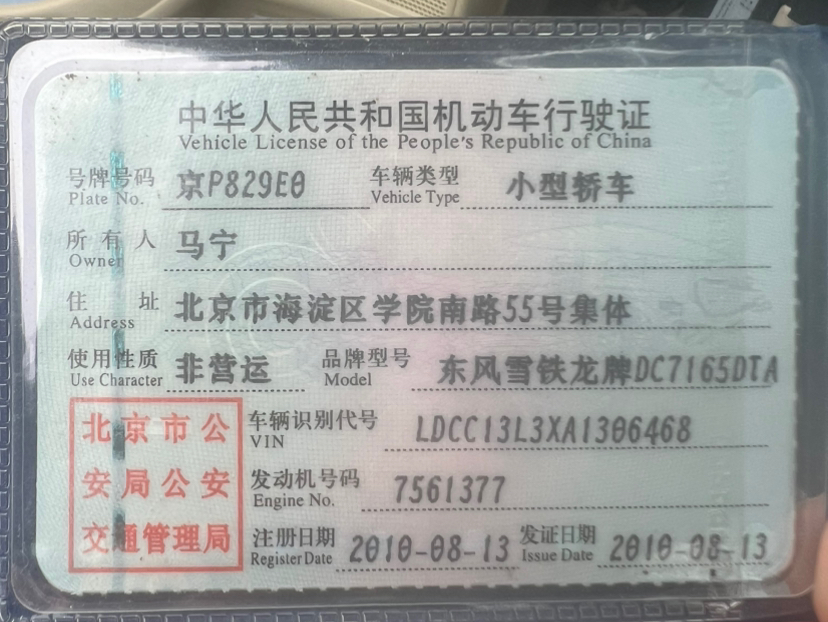 中华人民共和国机动车行驶证
Vehicle License of the People's Republic of China
号牌号码 京P829E0 车辆类型 小型轿车
Plate No. Vehicle Type
所有人 马宁
Owner
住址 北京市海淀区学院南路55号集体
Address
使用性质 非营运 品牌型号 东风雪铁龙牌DC7165DTA
Use Character Model
北京市公安局公安交通管理局
车辆识别代号 LDCC13L3XA1306468
VIN
发动机号码 7561377
Engine No.
注册日期 2010-08-13 发证日期 2010-08-13
Register Date Issue Date